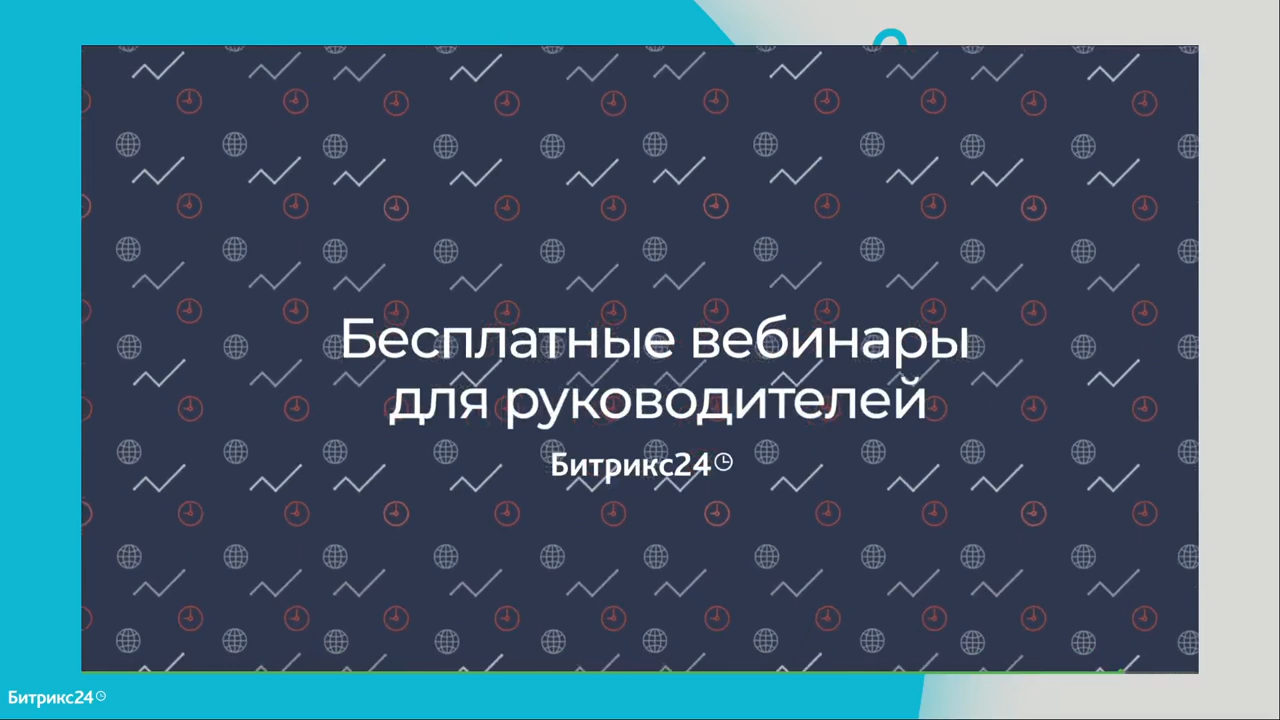 Бесплатные вебинары
для руководителей
Битрикс24
Битрикс24